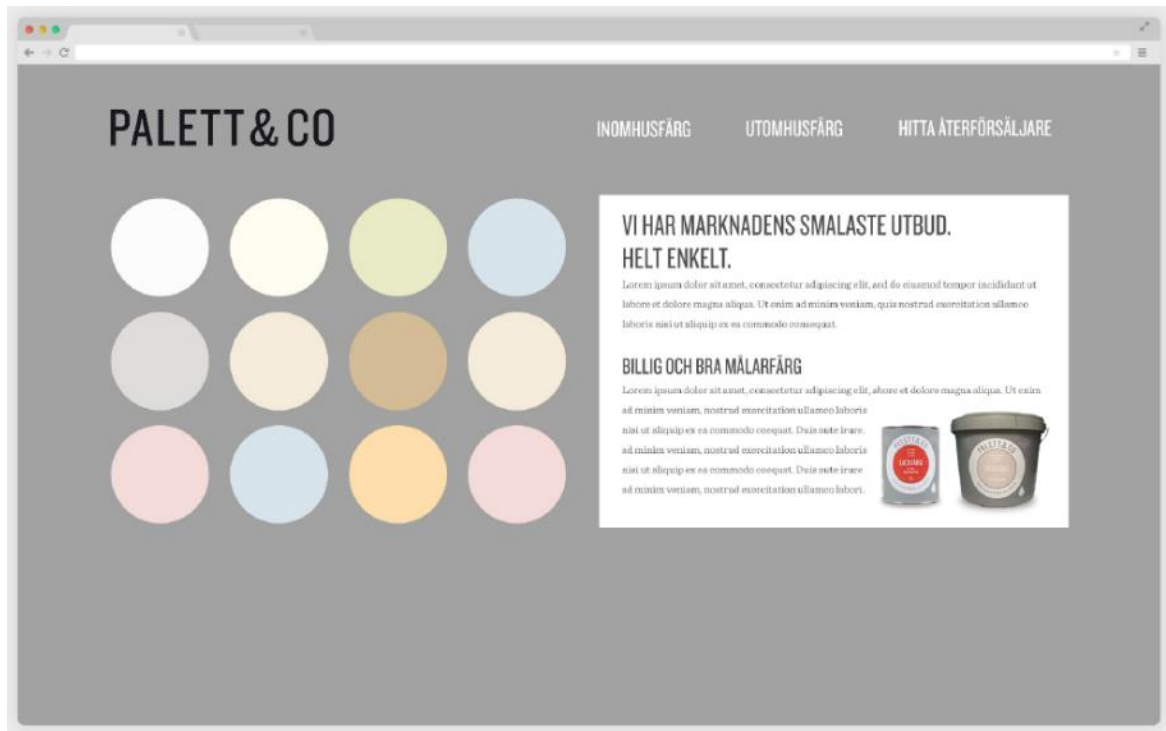 PALETT & CO
INOMHUSFÄRG UTOMHUSFÄRG HITTA ÅTERFÖRSÄLJARE
VI HAR MARKNADENS SMALASTE UTBUD.
HELT ENKELT.
Lorem ipsum dolor sit amet, consectetur adipiscing elit, sed do eiusmod tempor incididunt ut
labore et dolore magna aliqua. Ut enim ad minim veniam, quis nostrud exercitation ullamco
laboris nisi ut aliquip ex ea commodo consequat.
BILLIG OCH BRA MÅLARFÄRG
Lorem ipsum dolor sit amet, consectetur adipiscing elit, abore et dolore magna aliqua. Ut enim
ad minim veniam, nostrud exercitation ullamco laboris
nisi ut aliquip ex ea commodo coequat. Duis aute irure.
ad minim veniam, nostrud exercitation ullamco laboris
nisi ut aliquip ex ea commodo coequat. Duis aute irure
ad minim veniam, nostrud exercitation ullamco labori.
PALETT & CO
PALETT & CO